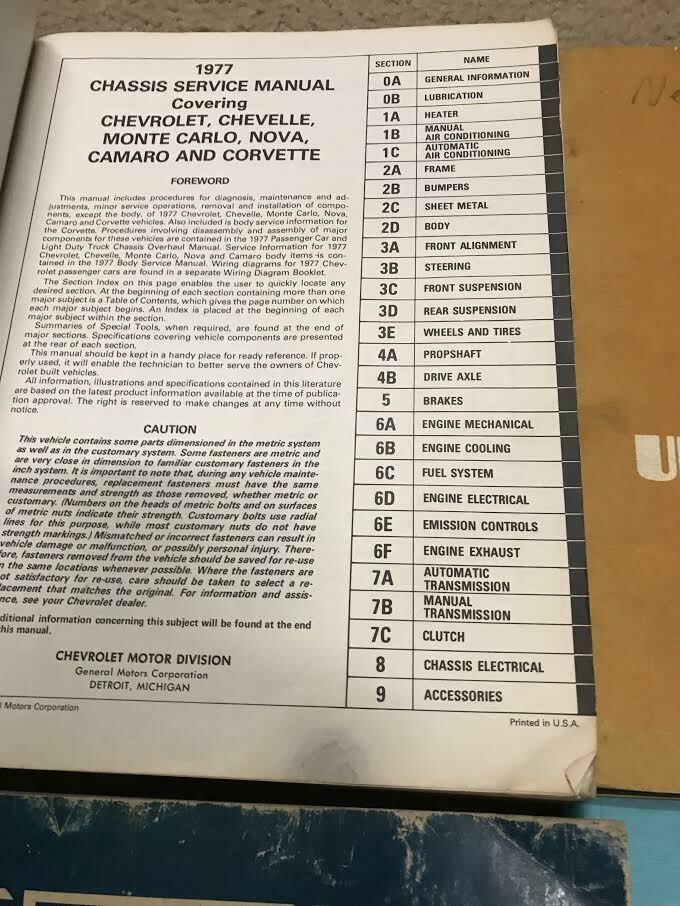 1977
CHASSIS SERVICE MANUAL
Covering
CHEVROLET, CHEVELLE,
MONTE CARLO, NOVA,
CAMARO AND CORVETTE
FOREWORD
This manual includes procedures for diagnosis, maintenance and ad-
justments, minor service operations, removal and installation of compo-
nents, except the body, of 1977 Chevrolet, Chevelle, Monte Carlo, Nova,
Camaro and Corvette vehicles. Also included is body service information for
the Corvette. Procedures involving disassembly and assembly of major
components for these vehicles are contained in the 1977 Passenger Car and
Light Duty Truck Chassis Overhaul Manual. Service Information for 1977
Chevrolet, Chevelle, Monte Carlo, Nova and Camaro body items is con-
tained in the 1977 Body Service Manual. Wiring diagrams for 1977 Chev-
rolet passenger cars are found in a separate Wiring Diagram Booklet.
The Section Index on this page enables the user to quickly locate any
desired section. At the beginning of each section containing more than one
major subject is a Table of Contents, which gives the page number on which
each major subject begins. An Index is placed at the beginning of each
major subject within the section.
Summaries of Special Tools, when required, are found at the end of
major sections. Specifications covering vehicle components are presented
at the rear of each section.
This manual should be kept in a handy place for ready reference. If prop-
erly used, it will enable the technician to better serve the owners of Chev-
rolet built vehicles.
All information, illustrations and specifications contained in this literature
are based on the latest product information available at the time of publica-
tion approval. The right is reserved to make changes at any time without
notice.
CAUTION
This vehicle contains some parts dimensioned in the metric system
as well as in the customary system. Some fasteners are metric and
are very close in dimension to familiar customary fasteners in the
inch system. It is important to note that, during any vehicle mainte-
nance procedures, replacement fasteners must have the same
measurements and strength as those removed, whether metric or
customary. (Numbers on the heads of metric bolts and on surfaces
of metric nuts indicate their strength. Customary bolts use radial
lines for this purpose, while most customary nuts do not have
strength markings.) Mismatched or incorrect fasteners can result in
vehicle damage or malfunction, or possibly personal injury. There-
fore, fasteners removed from the vehicle should be saved for re-use
n the same locations whenever possible. Where the fasteners are
ot satisfactory for re-use, care should be taken to select a re-
lacement that matches the original. For information and assis-
nce, see your Chevrolet dealer.
ditional information concerning this subject will be found at the end
this manual.
CHEVROLET MOTOR DIVISION
General Motors Corporation
DETROIT, MICHIGAN
l Motors Corporation
SECTION NAME
0A GENERAL INFORMATION
0B LUBRICATION
1A HEATER
1B MANUAL
AIR CONDITIONING
1C AUTOMATIC
AIR CONDITIONING
2A FRAME
2B BUMPERS
2C SHEET METAL
2D BODY
3A FRONT ALIGNMENT
3B STEERING
3C FRONT SUSPENSION
3D REAR SUSPENSION
3E WHEELS AND TIRES
4A PROPSHAFT
4B DRIVE AXLE
5 BRAKES
6A ENGINE MECHANICAL
6B ENGINE COOLING
6C FUEL SYSTEM
6D ENGINE ELECTRICAL
6E EMISSION CONTROLS
6F ENGINE EXHAUST
7A AUTOMATIC
TRANSMISSION
7B MANUAL
TRANSMISSION
7C CLUTCH
8 CHASSIS ELECTRICAL
9 ACCESSORIES
Printed in U.S.A.